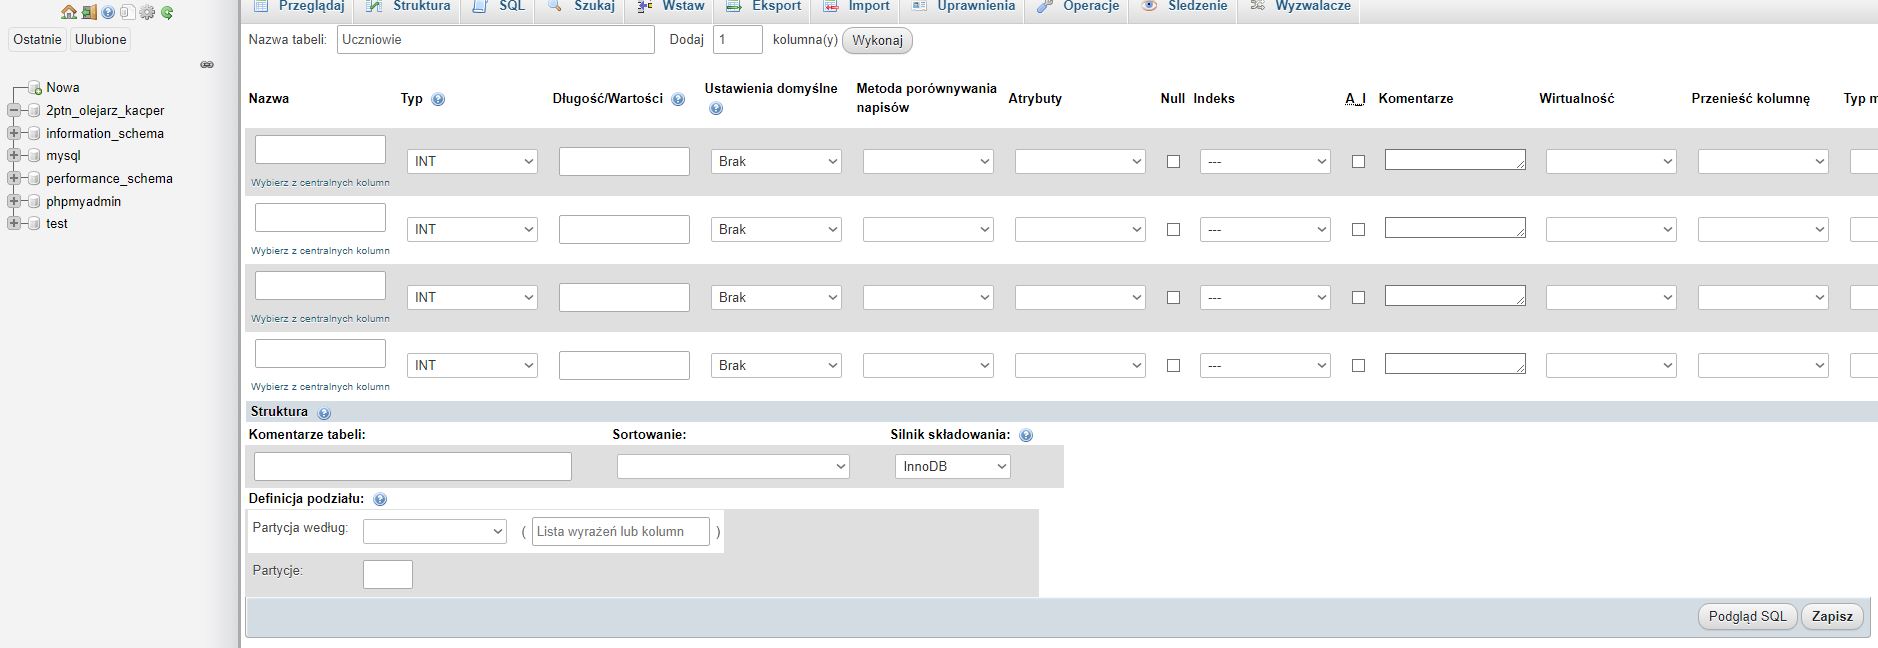 Przeglądaj Struktura SQL Szukaj Wstaw Eksport Import Uprawnienia Operacje Śledzenie Wyzwalacze
Ostatnie Ulubione
Nowa
2ptn_olejarz_kacper
information_schema
mysql
performance_schema
phpmyadmin
test
Nazwa tabeli: Uczniowie Dodaj 1 kolumna(y) Wykonaj
Nazwa Typ Długość/Wartości Ustawienia domyślne Metoda porównywania napisów Atrybuty Null Indeks A_I Komentarze Wirtualność Przenieść kolumnę Typ m
INT Brak ---
Wybierz z centralnych kolumn
INT Brak ---
Wybierz z centralnych kolumn
INT Brak ---
Wybierz z centralnych kolumn
INT Brak ---
Wybierz z centralnych kolumn
Struktura
Komentarze tabeli: Sortowanie: Silnik składowania:
InnoDB
Definicja podziału:
Partycja według: ( Lista wyrażeń lub kolumn )
Partycje:
Podgląd SQL Zapisz